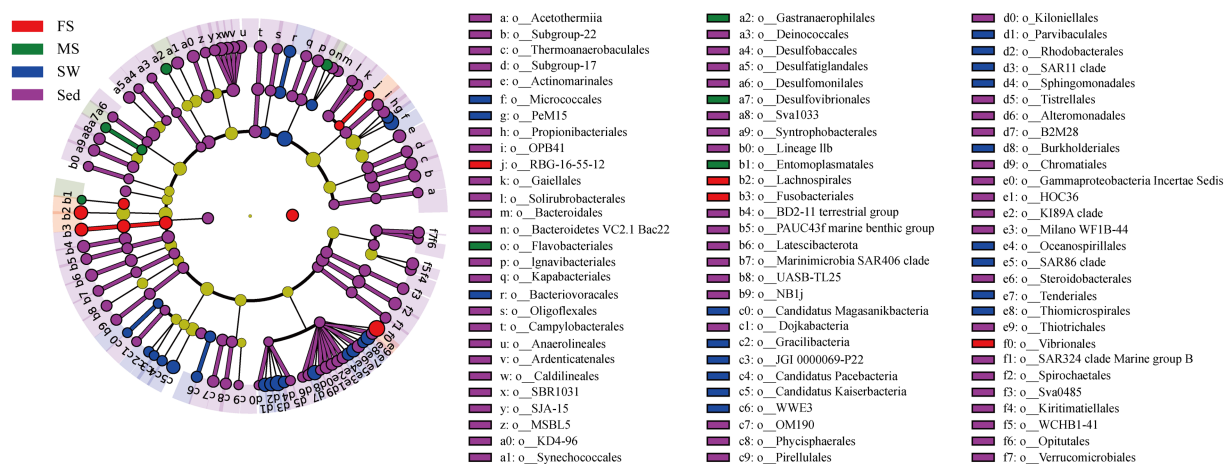 FS
MS
SW
Sed
a: o__Acetothermiia
b: o__Subgroup-22
c: o__Thermoanaerobaculales
d: o__Subgroup-17
e: o__Actinomarinales
f: o__Micrococcales
g: o__PeM15
h: o__Propionibacteriales
i: o__OPB41
j: o__RBG-16-55-12
k: o__Gaiellales
l: o__Solirubrobacterales
m: o__Bacteroidales
n: o__Bacteroidetes VC2.1 Bac22
o: o__Flavobacteriales
p: o__Ignavibacteriales
q: o__Kapabacteriales
r: o__Bacteriovoracales
s: o__Oligoflexales
t: o__Campylobacterales
u: o__Anaerolineales
v: o__Ardenticatenales
w: o__Caldilineales
x: o__SBR1031
y: o__SJA-15
z: o__MSBL5
a0: o__KD4-96
a1: o__Synechococcales
a2: o__Gastranaerophilales
a3: o__Deinococcales
a4: o__Desulfobaccales
a5: o__Desulfatiglandales
a6: o__Desulfomonilales
a7: o__Desulfovibrionales
a8: o__Sva1033
a9: o__Syntrophobacterales
b0: o__Lineage llb
b1: o__Entomoplasmatales
b2: o__Lachnospirales
b3: o__Fusobacteriales
b4: o__BD2-11 terrestrial group
b5: o__PAUC43f marine benthic group
b6: o__Latescibacterota
b7: o__Marinimicrobia SAR406 clade
b8: o__UASB-TL25
b9: o__NB1j
c0: o__Candidatus Magasanikbacteria
c1: o__Dojkabacteria
c2: o__Gracilibacteria
c3: o__JGI 0000069-P22
c4: o__Candidatus Pacebacteria
c5: o__Candidatus Kaiserbacteria
c6: o__WWE3
c7: o__OM190
c8: o__Phycisphaerales
c9: o__Pirellulales
d0: o__Kiloniellales
d1: o__Parvibaculales
d2: o__Rhodobacterales
d3: o__SAR11 clade
d4: o__Sphingomonadales
d5: o__Tistrellales
d6: o__Alteromonadales
d7: o__B2M28
d8: o__Burkholderiales
d9: o__Chromatiales
e0: o__Gammaproteobacteria Incertae Sedis
e1: o__HOC36
e2: o__KI89A clade
e3: o__Milano WF1B-44
e4: o__Oceanospirillales
e5: o__SAR86 clade
e6: o__Steroidobacterales
e7: o__Tenderiales
e8: o__Thiomicrospirales
e9: o__Thiotrichales
f0: o__Vibrionales
f1: o__SAR324 clade Marine group B
f2: o__Spirochaetales
f3: o__Sva0485
f4: o__Kiritimatiellales
f5: o__WCHB1-41
f6: o__Opitutales
f7: o__Verrucomicrobiales